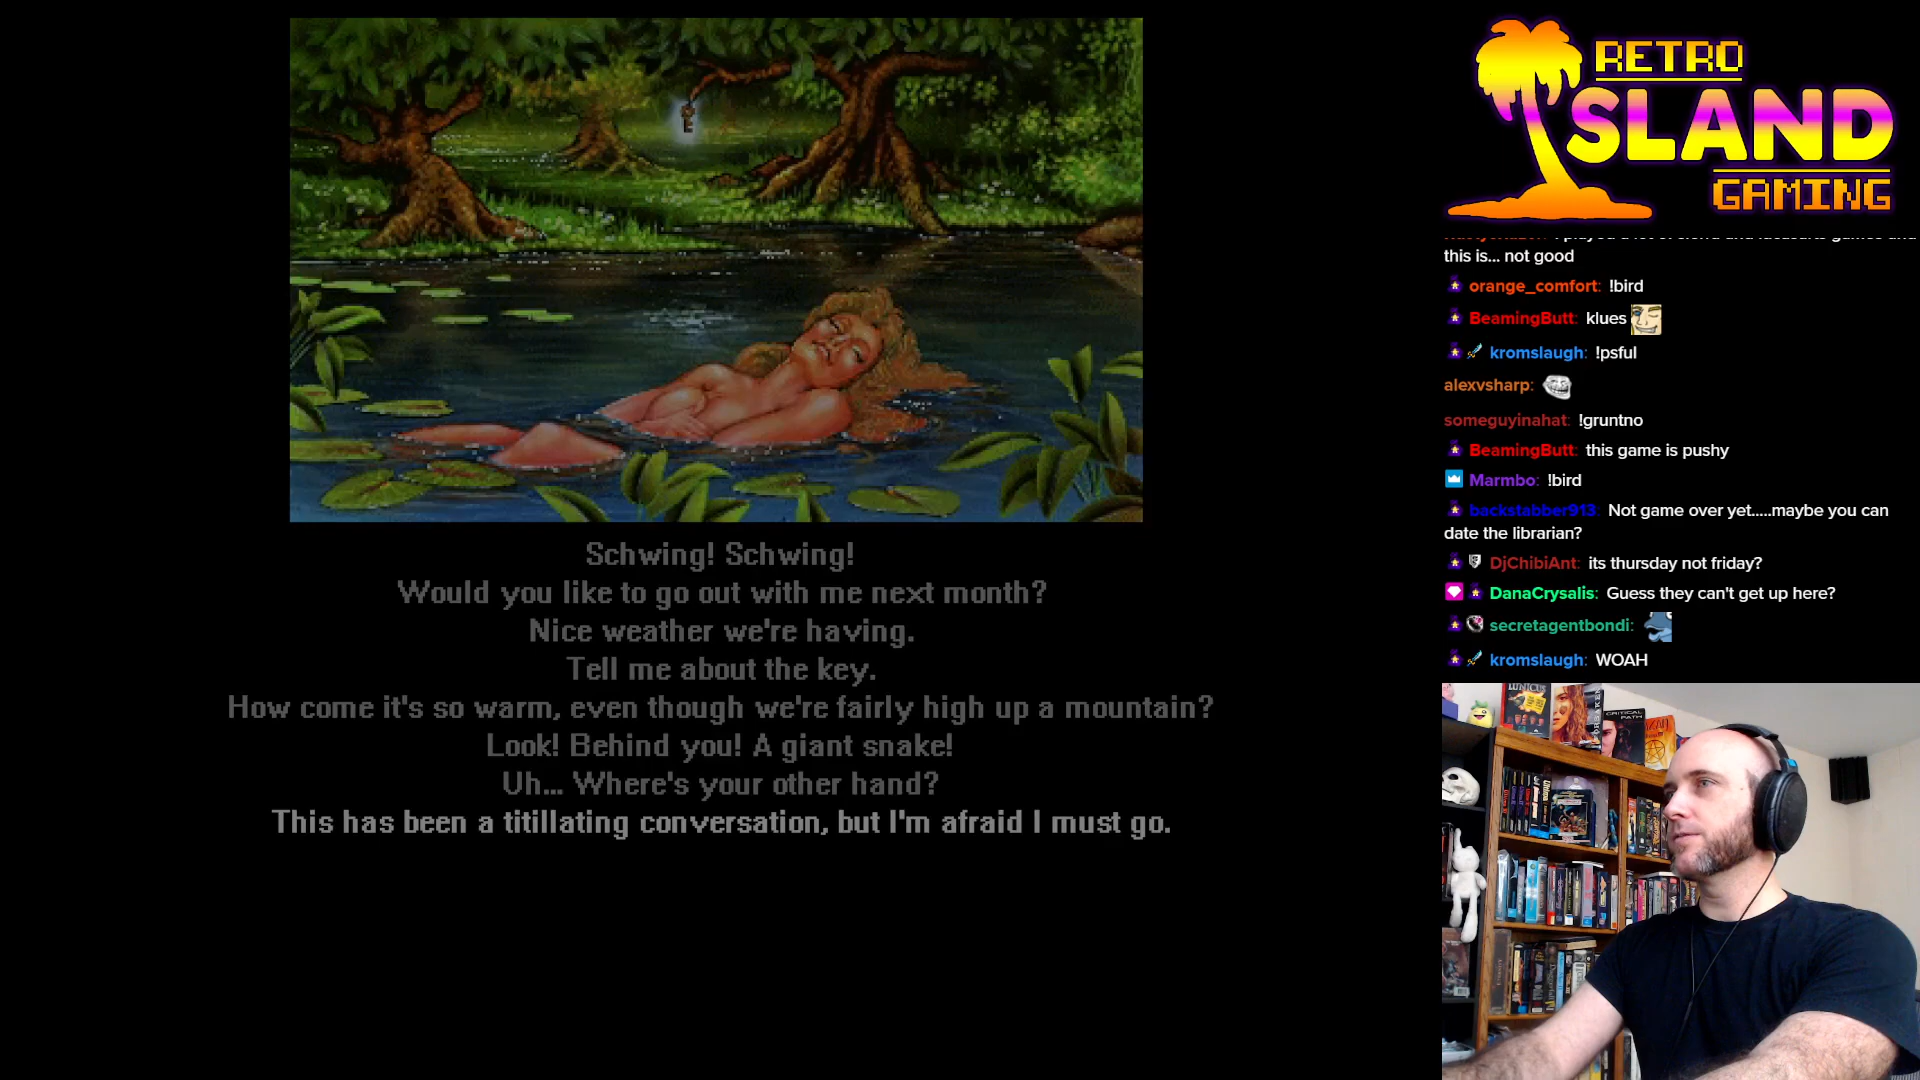 RETRO
ISLAND
GAMING
this is... not good
orange_comfort: !bird
BeamingButt: klues
kromslaugh: !psful
alexvsharp:
someguyinahat: !gruntno
BeamingButt: this game is pushy
Marmbo: !bird
backstabber913: Not game over yet.....maybe you can
date the librarian?
DjChibiAnt: its thursday not friday?
DanaCrysalis: Guess they can't get up here?
secretagentbondi:
kromslaugh: WOAH
Schwing! Schwing!
Would you like to go out with me next month?
Nice weather we're having.
Tell me about the key.
How come it's so warm, even though we're fairly high up a mountain?
Look! Behind you! A giant snake!
Uh... Where's your other hand?
This has been a titillating conversation, but I'm afraid I must go.
LUNICUS
CRITICAL
PATH